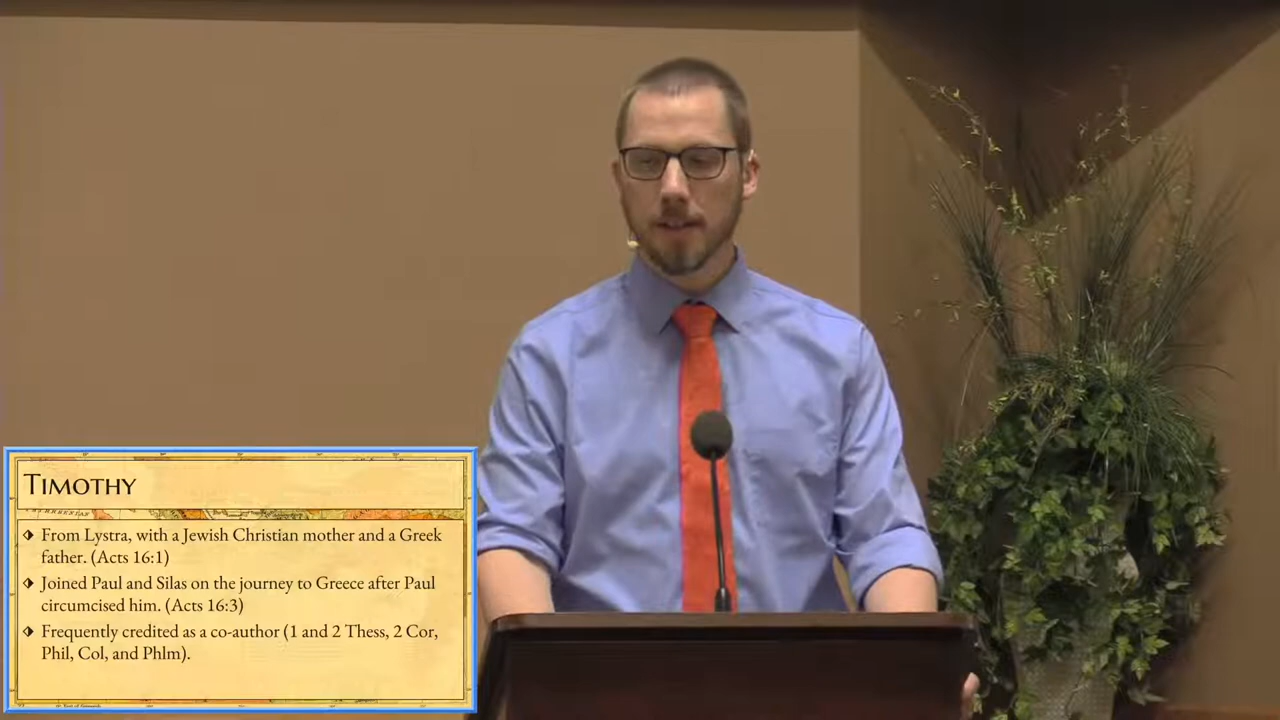 Timothy
From Lystra, with a Jewish Christian mother and a Greek
father. (Acts 16:1)
Joined Paul and Silas on the journey to Greece after Paul
circumcised him. (Acts 16:3)
Frequently credited as a co-author (1 and 2 Thess, 2 Cor,
Phil, Col, and Phlm).